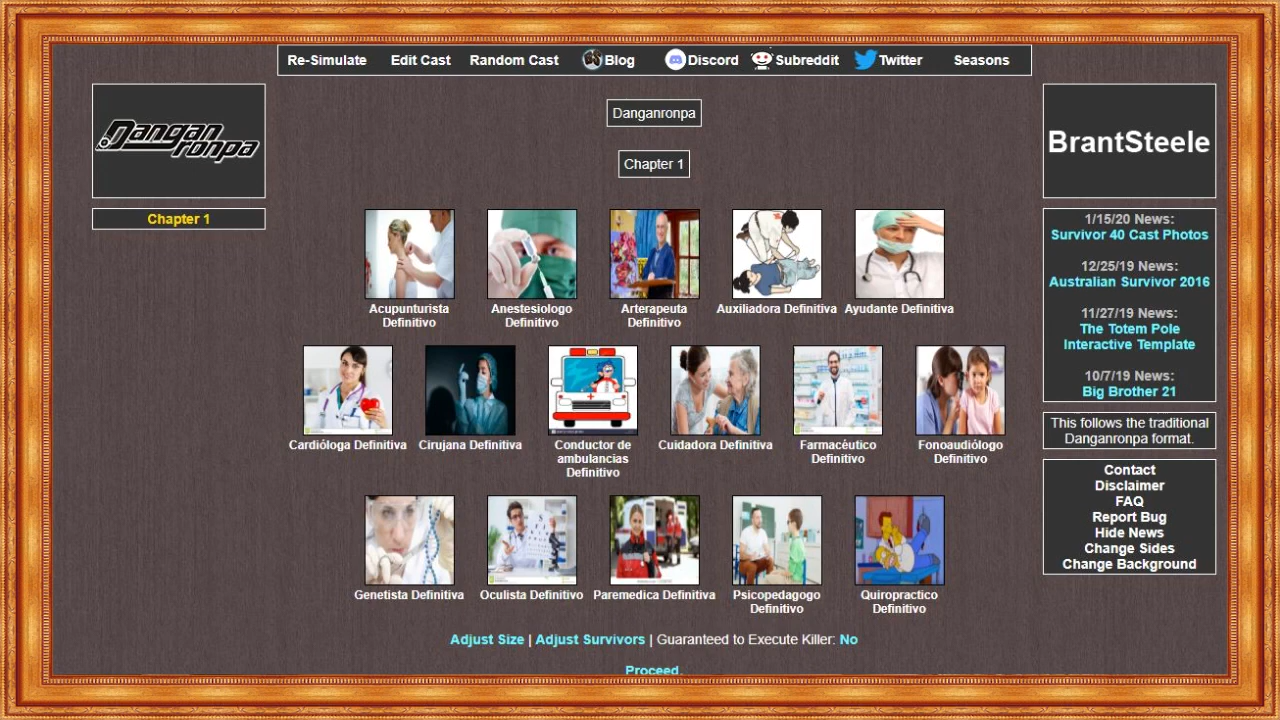 Re-Simulate Edit Cast Random Cast Blog Discord Subreddit Twitter Seasons
Danganronpa
Chapter 1
Dangan
ronpa
Chapter 1
Acupunturista
Definitivo
Anestesiologo
Definitivo
Arterapeuta
Definitivo
Auxiliadora Definitiva
Ayudante Definitiva
Cardióloga Definitiva
Cirujana Definitiva
Conductor de
ambulancias
Definitivo
Cuidadora Definitiva
Farmacéutico
Definitivo
Fonoaudiólogo
Definitivo
Genetista Definitiva
Oculista Definitivo
Paremedica Definitiva
Psicopedagogo
Definitivo
Quiropractico
Definitivo
Adjust Size | Adjust Survivors | Guaranteed to Execute Killer: No
Proceed.
BrantSteele
1/15/20 News:
Survivor 40 Cast Photos
12/25/19 News:
Australian Survivor 2016
11/27/19 News:
The Totem Pole
Interactive Template
10/7/19 News:
Big Brother 21
This follows the traditional
Danganronpa format.
Contact
Disclaimer
FAQ
Report Bug
Hide News
Change Sides
Change Background